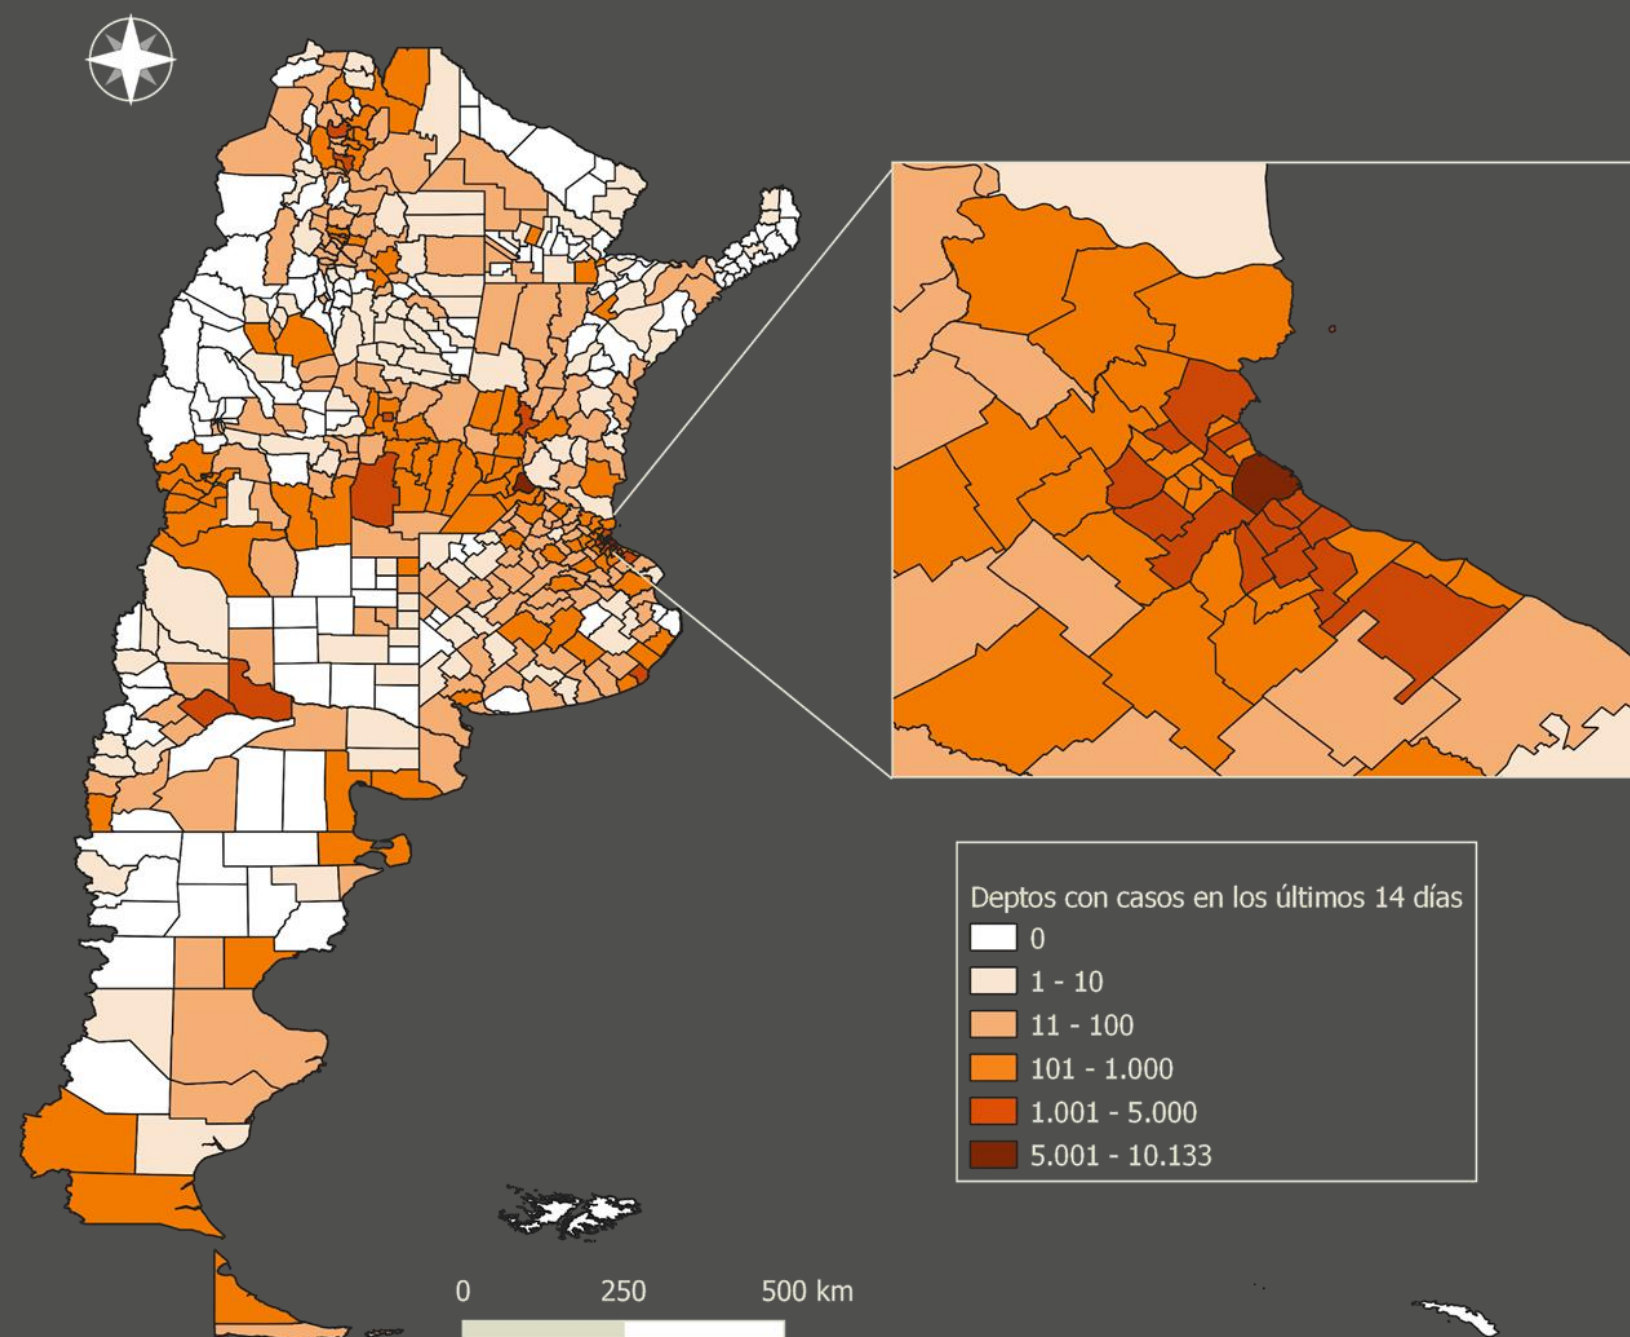 Deptos con casos en los últimos 14 días
0
1 - 10
11 - 100
101 - 1.000
1.001 - 5.000
5.001 - 10.133
0 250 500 km